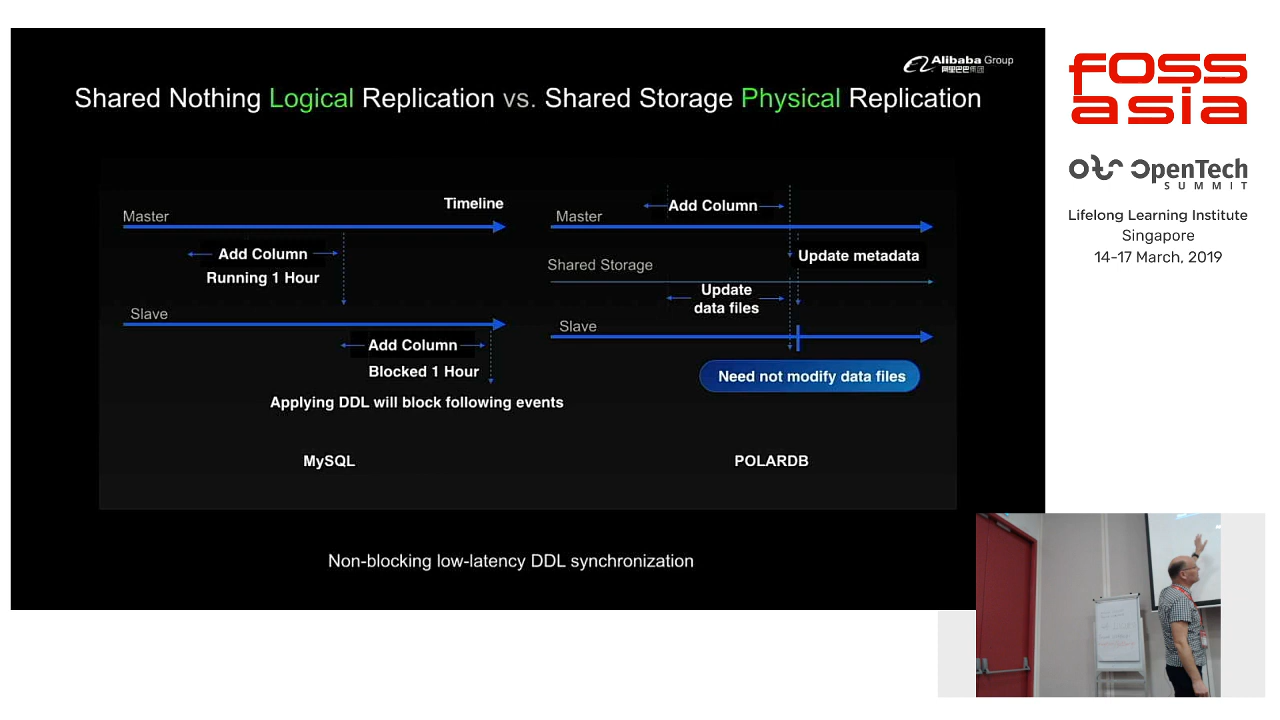 Alibaba Group
阿里巴巴集团
Shared Nothing Logical Replication vs. Shared Storage Physical Replication
Timeline
Master
Add Column
Running 1 Hour
Slave
Add Column
Blocked 1 Hour
Applying DDL will block following events
MySQL
Add Column
Master
Update metadata
Shared Storage
Update
data files
Slave
Need not modify data files
POLARDB
Non-blocking low-latency DDL synchronization
FOSS
asia
OpenTech
SUMMIT
Lifelong Learning Institute
Singapore
14-17 March, 2019